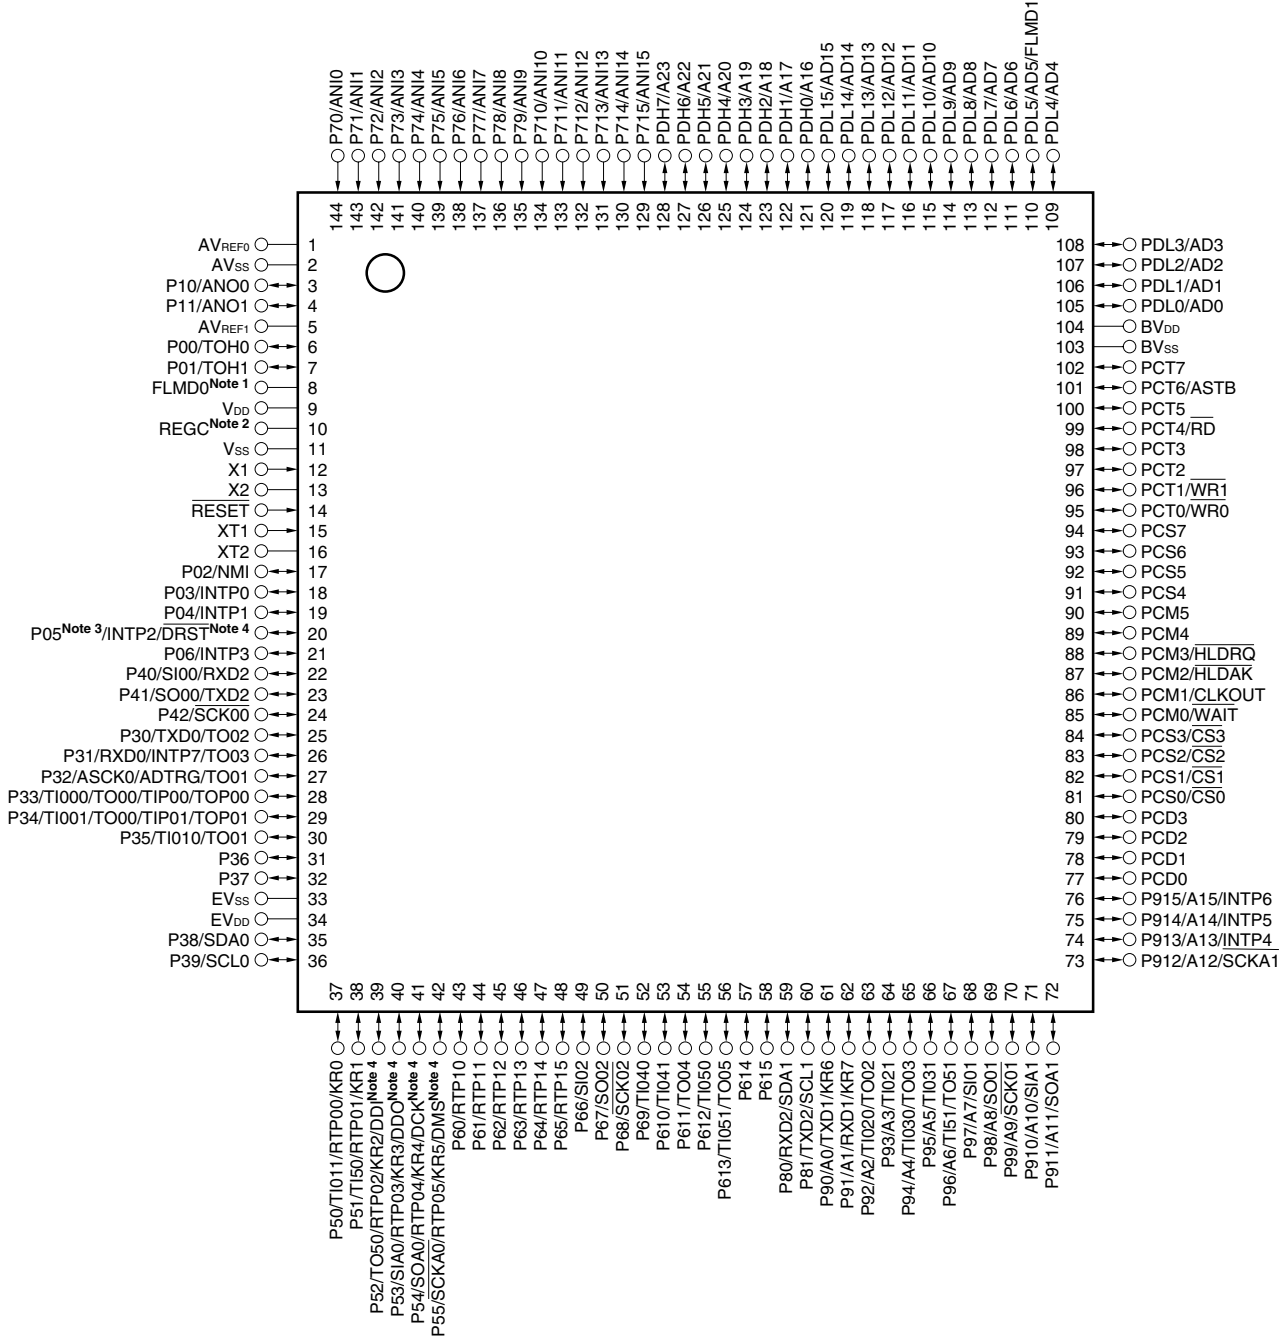 P70/ANI0
P71/ANI1
P72/ANI2
P73/ANI3
P74/ANI4
P75/ANI5
P76/ANI6
P77/ANI7
P78/ANI8
P79/ANI9
P710/ANI10
P711/ANI11
P712/ANI12
P713/ANI13
P714/ANI14
P715/ANI15
PDH7/A23
PDH6/A22
PDH5/A21
PDH4/A20
PDH3/A19
PDH2/A18
PDH1/A17
PDH0/A16
PDL15/AD15
PDL14/AD14
PDL13/AD13
PDL12/AD12
PDL11/AD11
PDL10/AD10
PDL9/AD9
PDL8/AD8
PDL7/AD7
PDL6/AD6
PDL5/AD5/FLMD1
PDL4/AD4
144 143 142 141 140 139 138 137 136 135 134 133 132 131 130 129 128 127 126 125 124 123 122 121 120 119 118 117 116 115 114 113 112 111 110 109
AVREF0 1
AVSS 2
P10/ANO0 3
P11/ANO1 4
AVREF1 5
P00/TOH0 6
P01/TOH1 7
FLMD0Note 1 8
VDD 9
REGCNote 2 10
VSS 11
X1 12
X2 13
RESET 14
XT1 15
XT2 16
P02/NMI 17
P03/INTP0 18
P04/INTP1 19
P05Note 3/INTP2/DRSTNote 4 20
P06/INTP3 21
P40/SI00/RXD2 22
P41/SO00/TXD2 23
P42/SCK00 24
P30/TXD0/TO02 25
P31/RXD0/INTP7/TO03 26
P32/ASCK0/ADTRG/TO01 27
P33/TI000/TO00/TIP00/TOP00 28
P34/TI001/TO00/TIP01/TOP01 29
P35/TI010/TO01 30
P36 31
P37 32
EVSS 33
EVDD 34
P38/SDA0 35
P39/SCL0 36
108 PDL3/AD3
107 PDL2/AD2
106 PDL1/AD1
105 PDL0/AD0
104 BVDD
103 BVSS
102 PCT7
101 PCT6/ASTB
100 PCT5
99 PCT4/RD
98 PCT3
97 PCT2
96 PCT1/WR1
95 PCT0/WR0
94 PCS7
93 PCS6
92 PCS5
91 PCS4
90 PCM5
89 PCM4
88 PCM3/HLDRQ
87 PCM2/HLDAK
86 PCM1/CLKOUT
85 PCM0/WAIT
84 PCS3/CS3
83 PCS2/CS2
82 PCS1/CS1
81 PCS0/CS0
80 PCD3
79 PCD2
78 PCD1
77 PCD0
76 P915/A15/INTP6
75 P914/A14/INTP5
74 P913/A13/INTP4
73 P912/A12/SCKA1
37 38 39 40 41 42 43 44 45 46 47 48 49 50 51 52 53 54 55 56 57 58 59 60 61 62 63 64 65 66 67 68 69 70 71 72
P50/TI011/RTP00/KR0
P51/TI50/RTP01/KR1
P52/TO50/RTP02/KR2/DDINote 4
P53/SIA0/RTP03/KR3/DDONote 4
P54/SOA0/RTP04/KR4/DCKNote 4
P55/SCKA0/RTP05/KR5/DMSNote 4
P60/RTP10
P61/RTP11
P62/RTP12
P63/RTP13
P64/RTP14
P65/RTP15
P66/SI02
P67/SO02
P68/SCK02
P69/TI040
P610/TI041
P611/TO04
P612/TI050
P613/TI051/TO05
P614
P615
P80/RXD2/SDA1
P81/TXD2/SCL1
P90/A0/TXD1/KR6
P91/A1/RXD1/KR7
P92/A2/TI020/TO02
P93/A3/TI021
P94/A4/TI030/TO03
P95/A5/TI031
P96/A6/TI51/TO51
P97/A7/SI01
P98/A8/SO01
P99/A9/SCK01
P910/A10/SIA1
P911/A11/SOA1